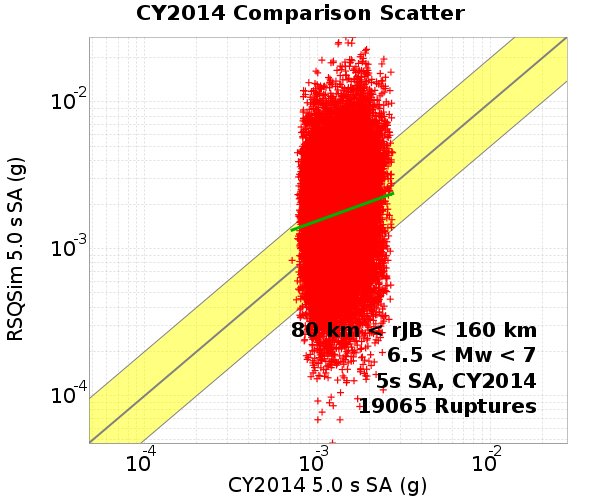 CY2014 Comparison Scatter
RSQSim 5.0 s SA (g)
10-2
10-3
10-4
80 km < rJB < 160 km
6.5 < Mw < 7
5s SA, CY2014
19065 Ruptures
10-4 10-3 10-2
CY2014 5.0 s SA (g)